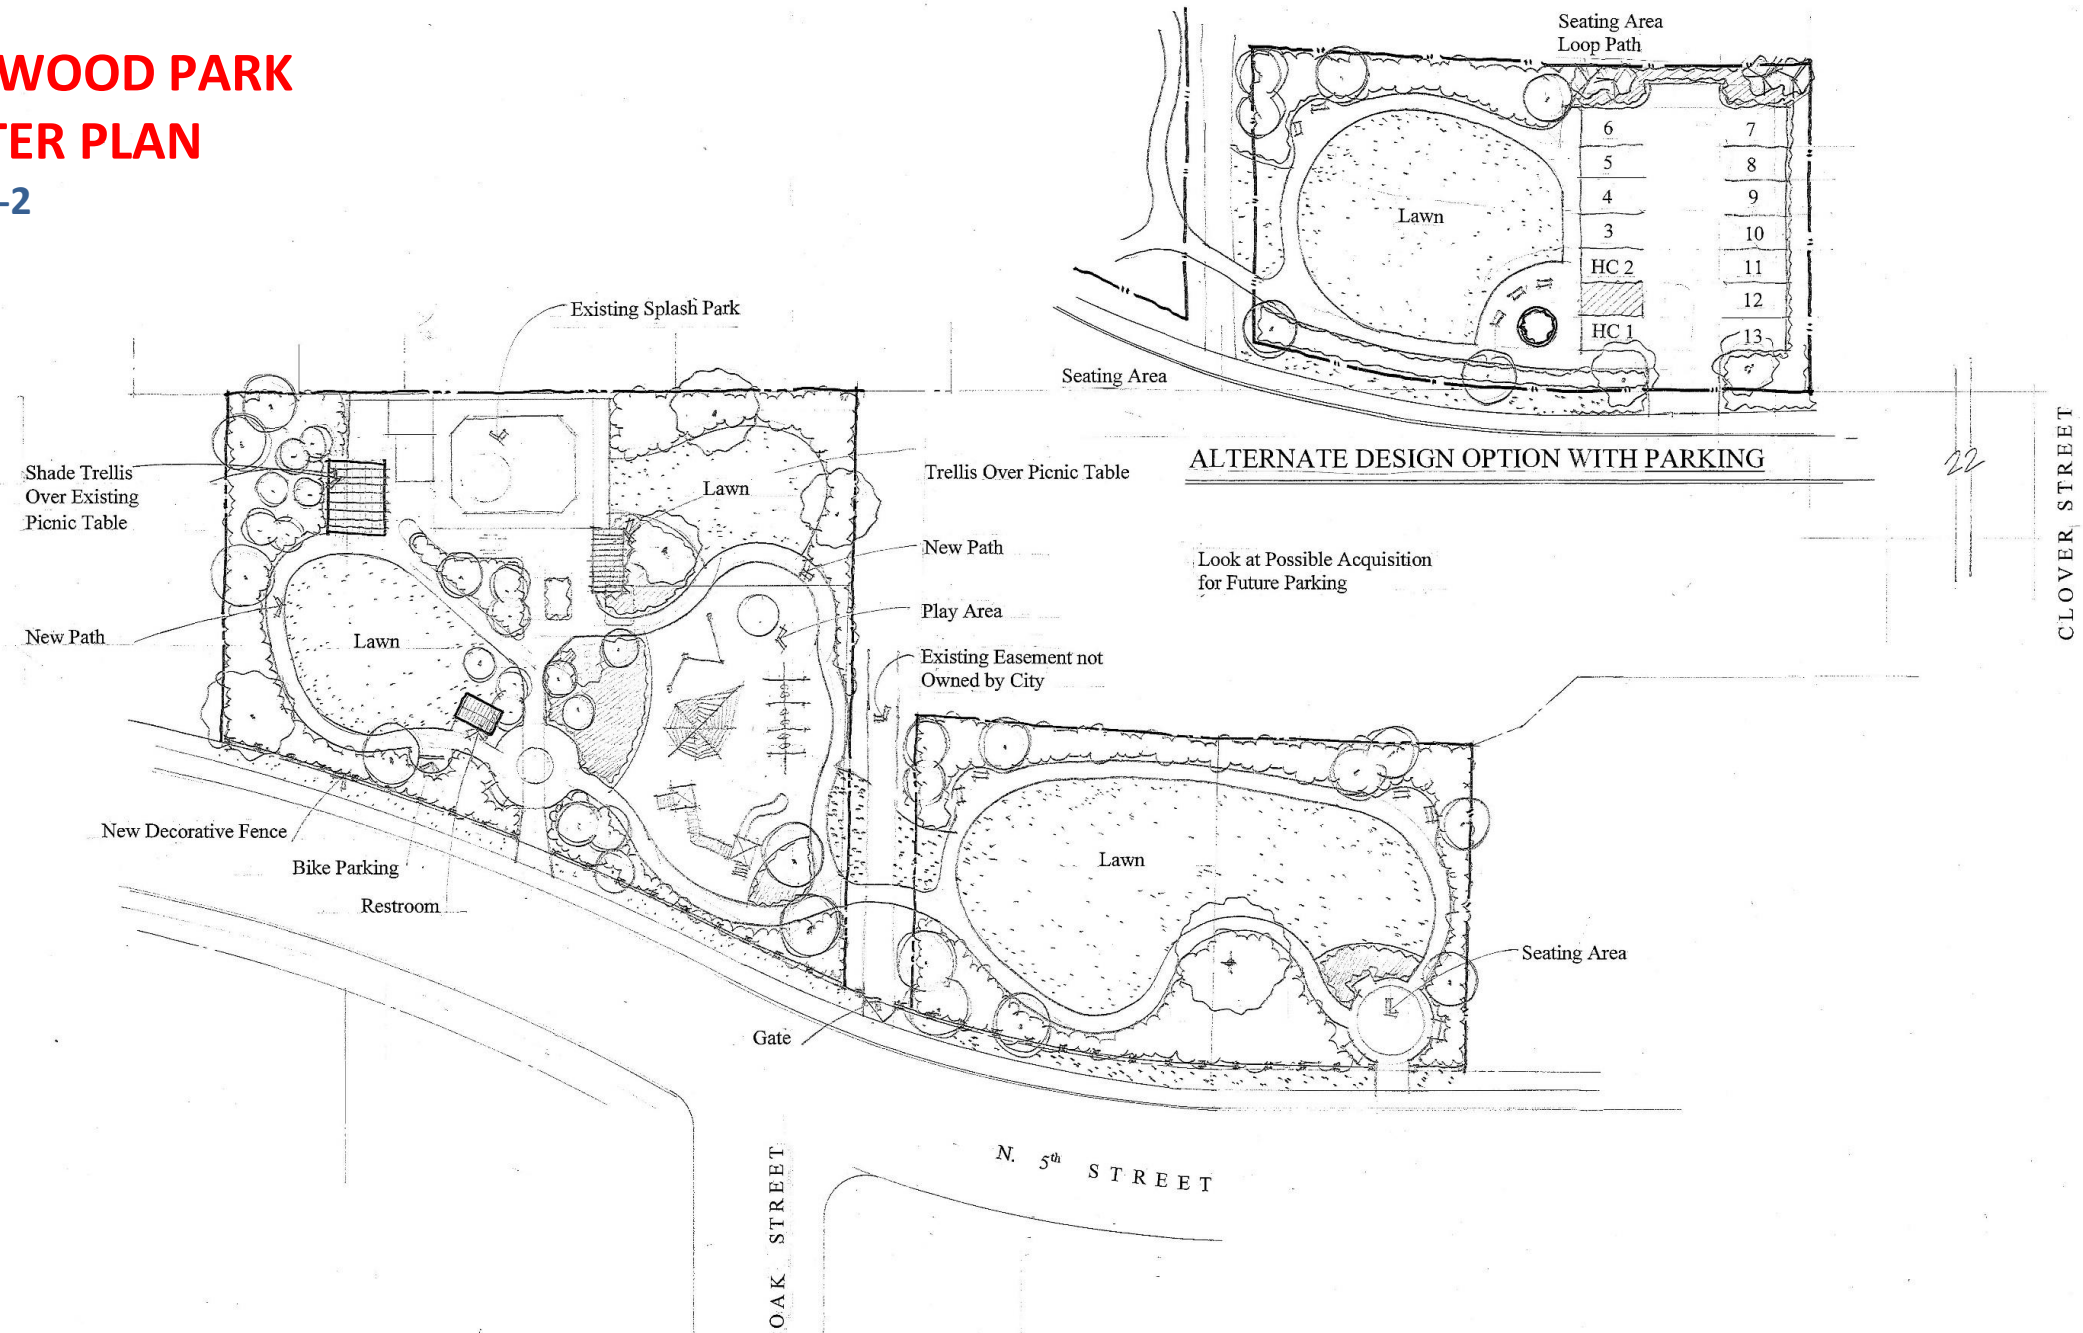 WOOD PARK
TER PLAN
-2
Seating Area
Loop Path
6
5
4
3
HC 2
HC 1
7
8
9
10
11
12
13
Lawn
Seating Area
ALTERNATE DESIGN OPTION WITH PARKING
Look at Possible Acquisition
for Future Parking
22
CLOVER STREET
Existing Splash Park
Shade Trellis
Over Existing
Picnic Table
Lawn
Trellis Over Picnic Table
New Path
Play Area
Existing Easement not
Owned by City
New Path
Lawn
New Decorative Fence
Bike Parking
Restroom
Lawn
Seating Area
Gate
N. 5th STREET
OAK STREET